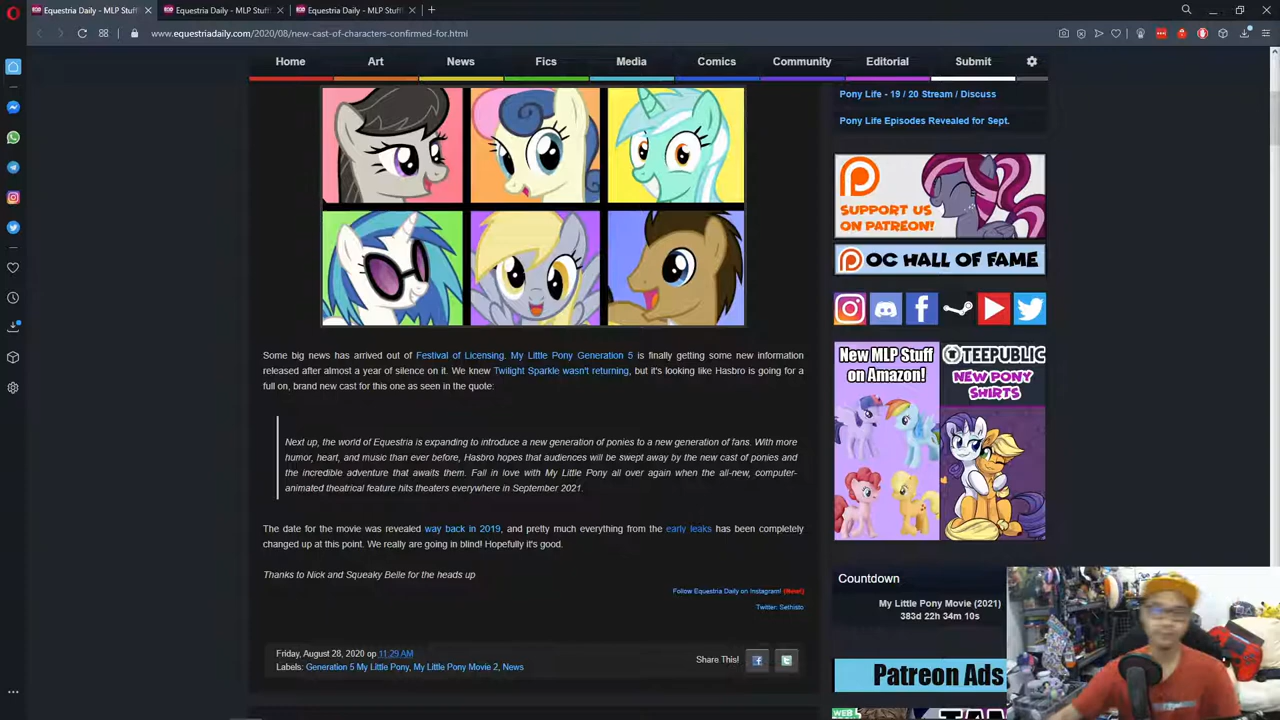 Equestria Daily - MLP Stuff
Equestria Daily - MLP Stuff
Equestria Daily - MLP Stuff
www.equestriadaily.com/2020/08/new-cast-of-characters-confirmed-for.html
Home Art News Fics Media Comics Community Editorial Submit
Pony Life - 19 / 20 Stream / Discuss
Pony Life Episodes Revealed for Sept.
SUPPORT US
ON PATREON!
OC HALL OF FAME
New MLP Stuff
on Amazon!
TEEPUBLIC
NEW PONY
SHIRTS
Some big news has arrived out of Festival of Licensing. My Little Pony Generation 5 is finally getting some new information
released after almost a year of silence on it. We knew Twilight Sparkle wasn't returning, but it's looking like Hasbro is going for a
full on, brand new cast for this one as seen in the quote:
Next up, the world of Equestria is expanding to introduce a new generation of ponies to a new generation of fans. With more
humor, heart, and music than ever before, Hasbro hopes that audiences will be swept away by the new cast of ponies and
the incredible adventure that awaits them. Fall in love with My Little Pony all over again when the all-new, computer-
animated theatrical feature hits theaters everywhere in September 2021.
The date for the movie was revealed way back in 2019, and pretty much everything from the early leaks has been completely
changed up at this point. We really are going in blind! Hopefully it's good.
Thanks to Nick and Squeaky Belle for the heads up
Follow Equestria Daily on Instagram! (New!)
Twitter: Sethisto
Friday, August 28, 2020 op 11:29 AM
Labels: Generation 5 My Little Pony, My Little Pony Movie 2, News
Share This!
Countdown
My Little Pony Movie (2021)
383d 22h 34m 10s
Patreon Ads
WEB